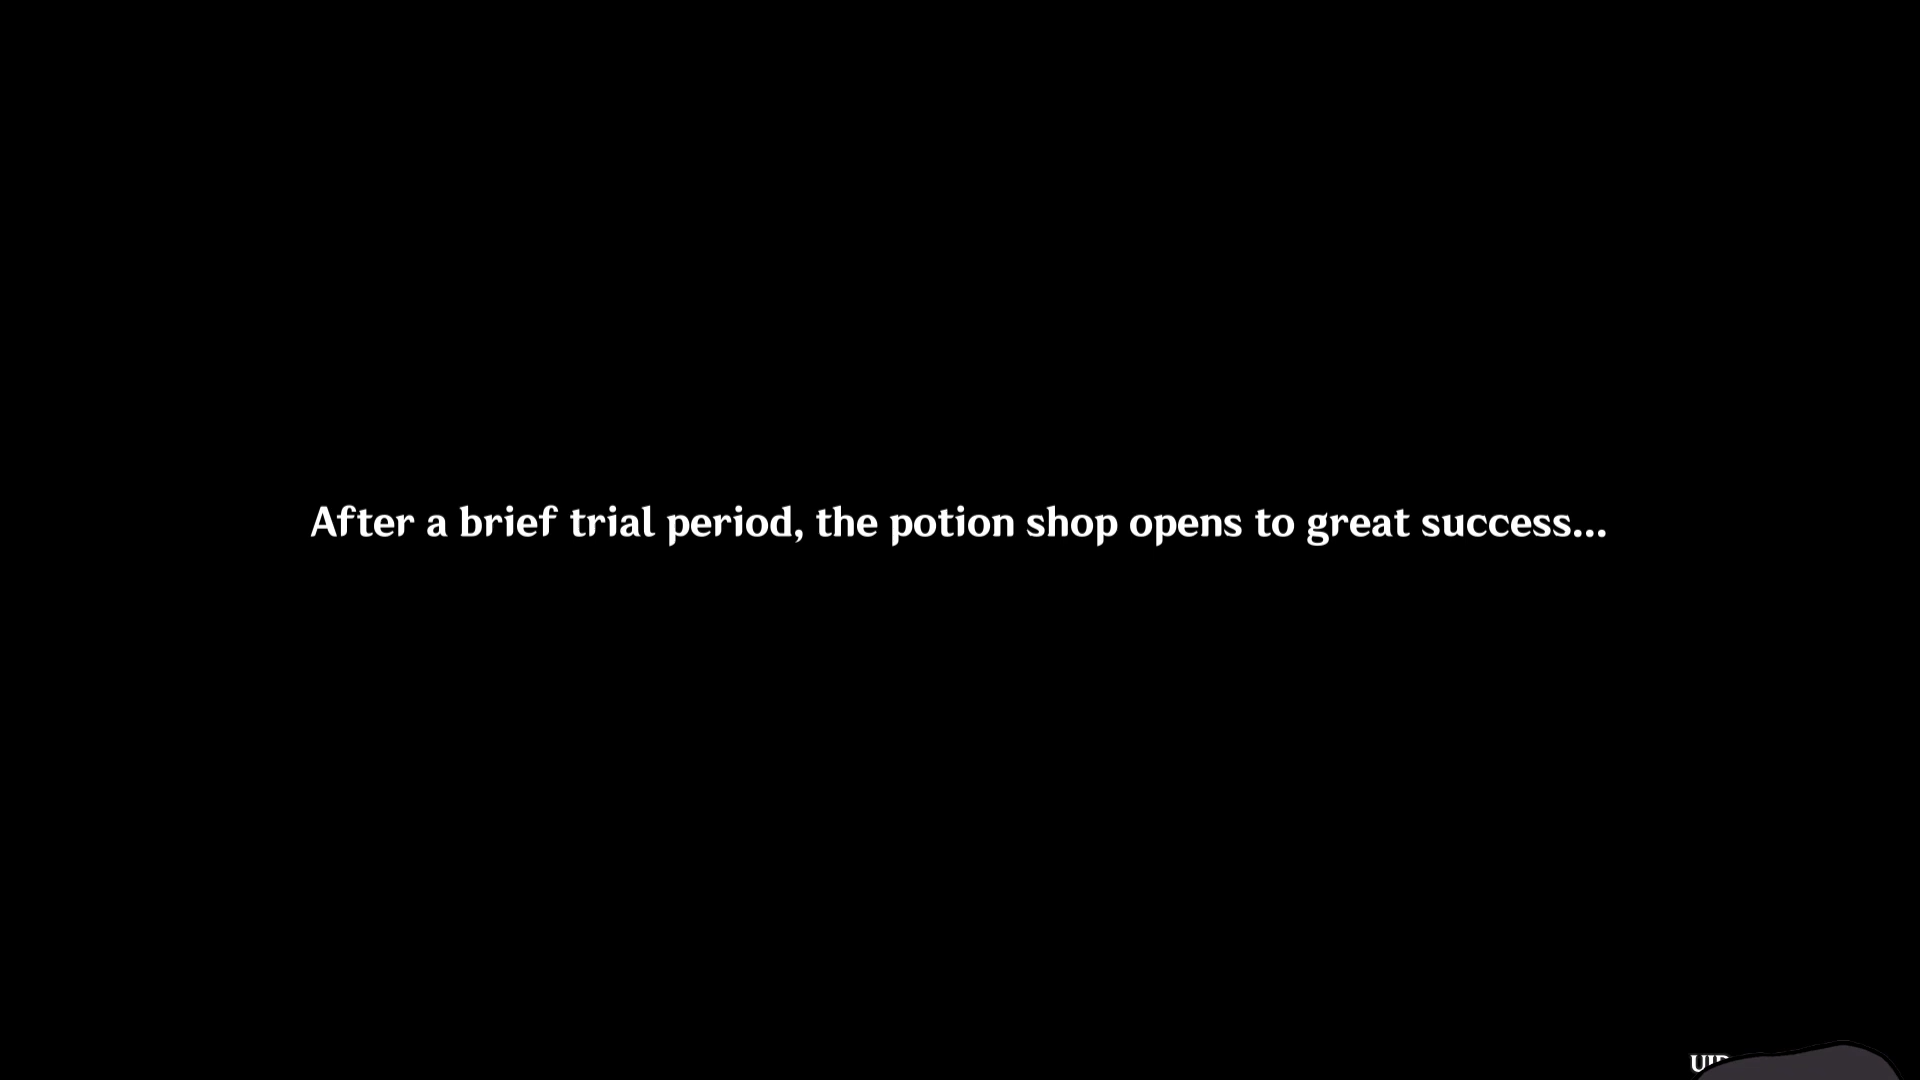 After a brief trial period, the potion shop opens to great success...